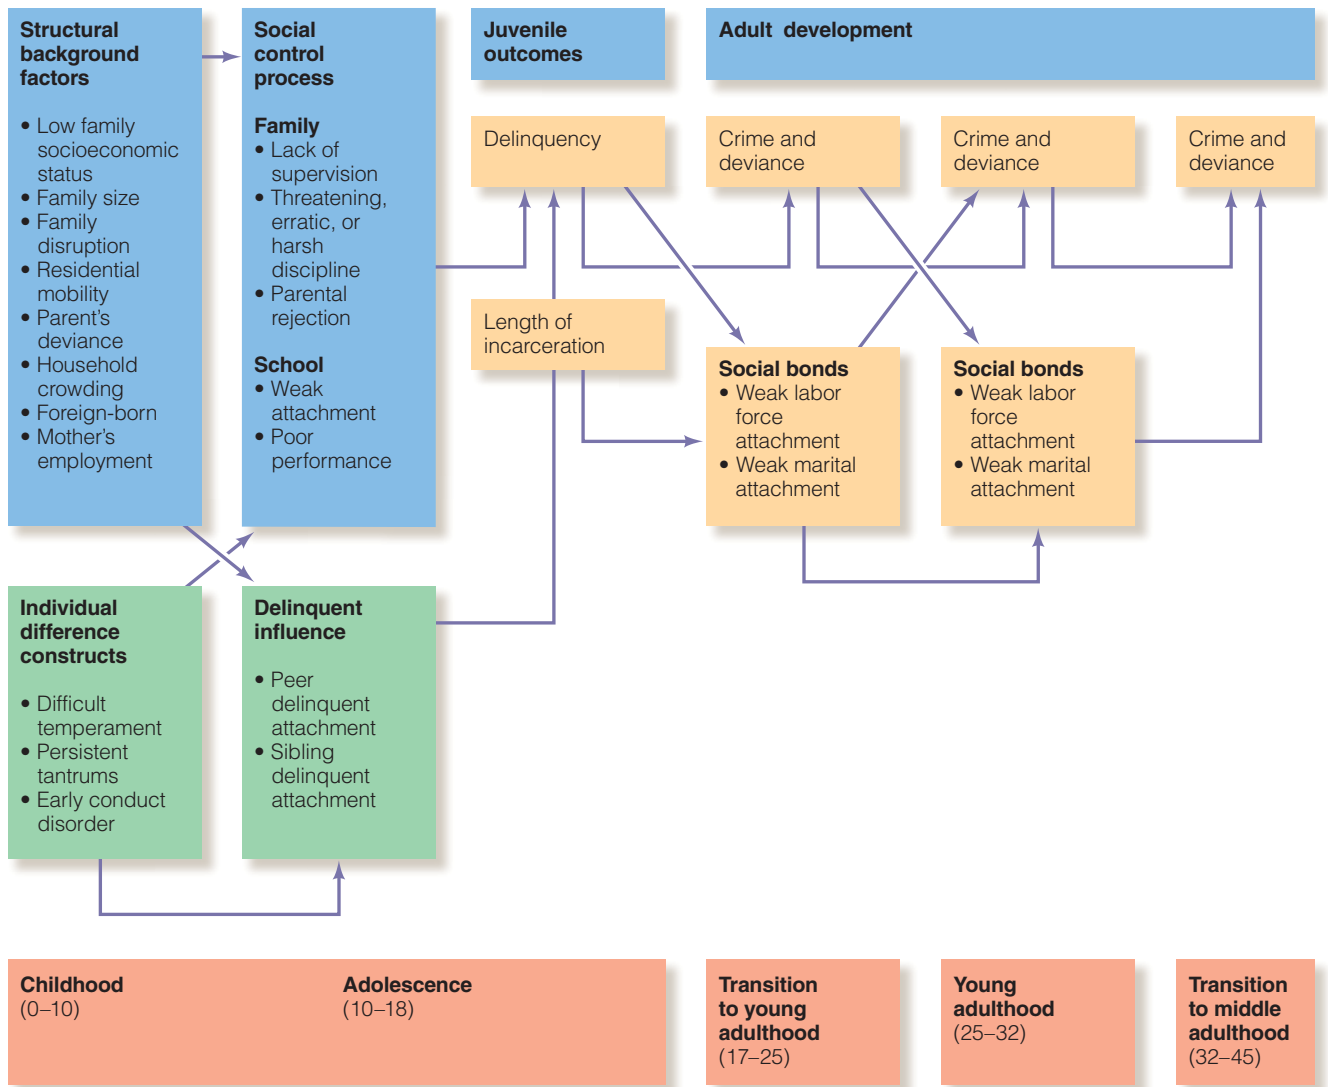 Structural
background
factors
• Low family
socioeconomic
status
• Family size
• Family
disruption
• Residential
mobility
• Parent's
deviance
• Household
crowding
• Foreign-born
• Mother's
employment
Social
control
process
Family
• Lack of
supervision
• Threatening,
erratic, or
harsh
discipline
• Parental
rejection
School
• Weak
attachment
• Poor
performance
Juvenile
outcomes
Adult development
Delinquency
Crime and
deviance
Crime and
deviance
Crime and
deviance
Length of
incarceration
Social bonds
• Weak labor
force
attachment
• Weak marital
attachment
Social bonds
• Weak labor
force
attachment
• Weak marital
attachment
Individual
difference
constructs
• Difficult
temperament
• Persistent
tantrums
• Early conduct
disorder
Delinquent
influence
• Peer
delinquent
attachment
• Sibling
delinquent
attachment
Childhood
(0–10)
Adolescence
(10–18)
Transition
to young
adulthood
(17–25)
Young
adulthood
(25–32)
Transition
to middle
adulthood
(32–45)